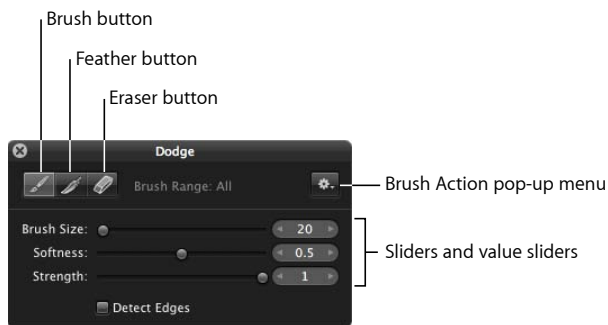 Brush button
Feather button
Eraser button
Dodge
Brush Range: All
Brush Action pop-up menu
Brush Size: 20
Softness: 0.5
Sliders and value sliders
Strength: 1
Detect Edges